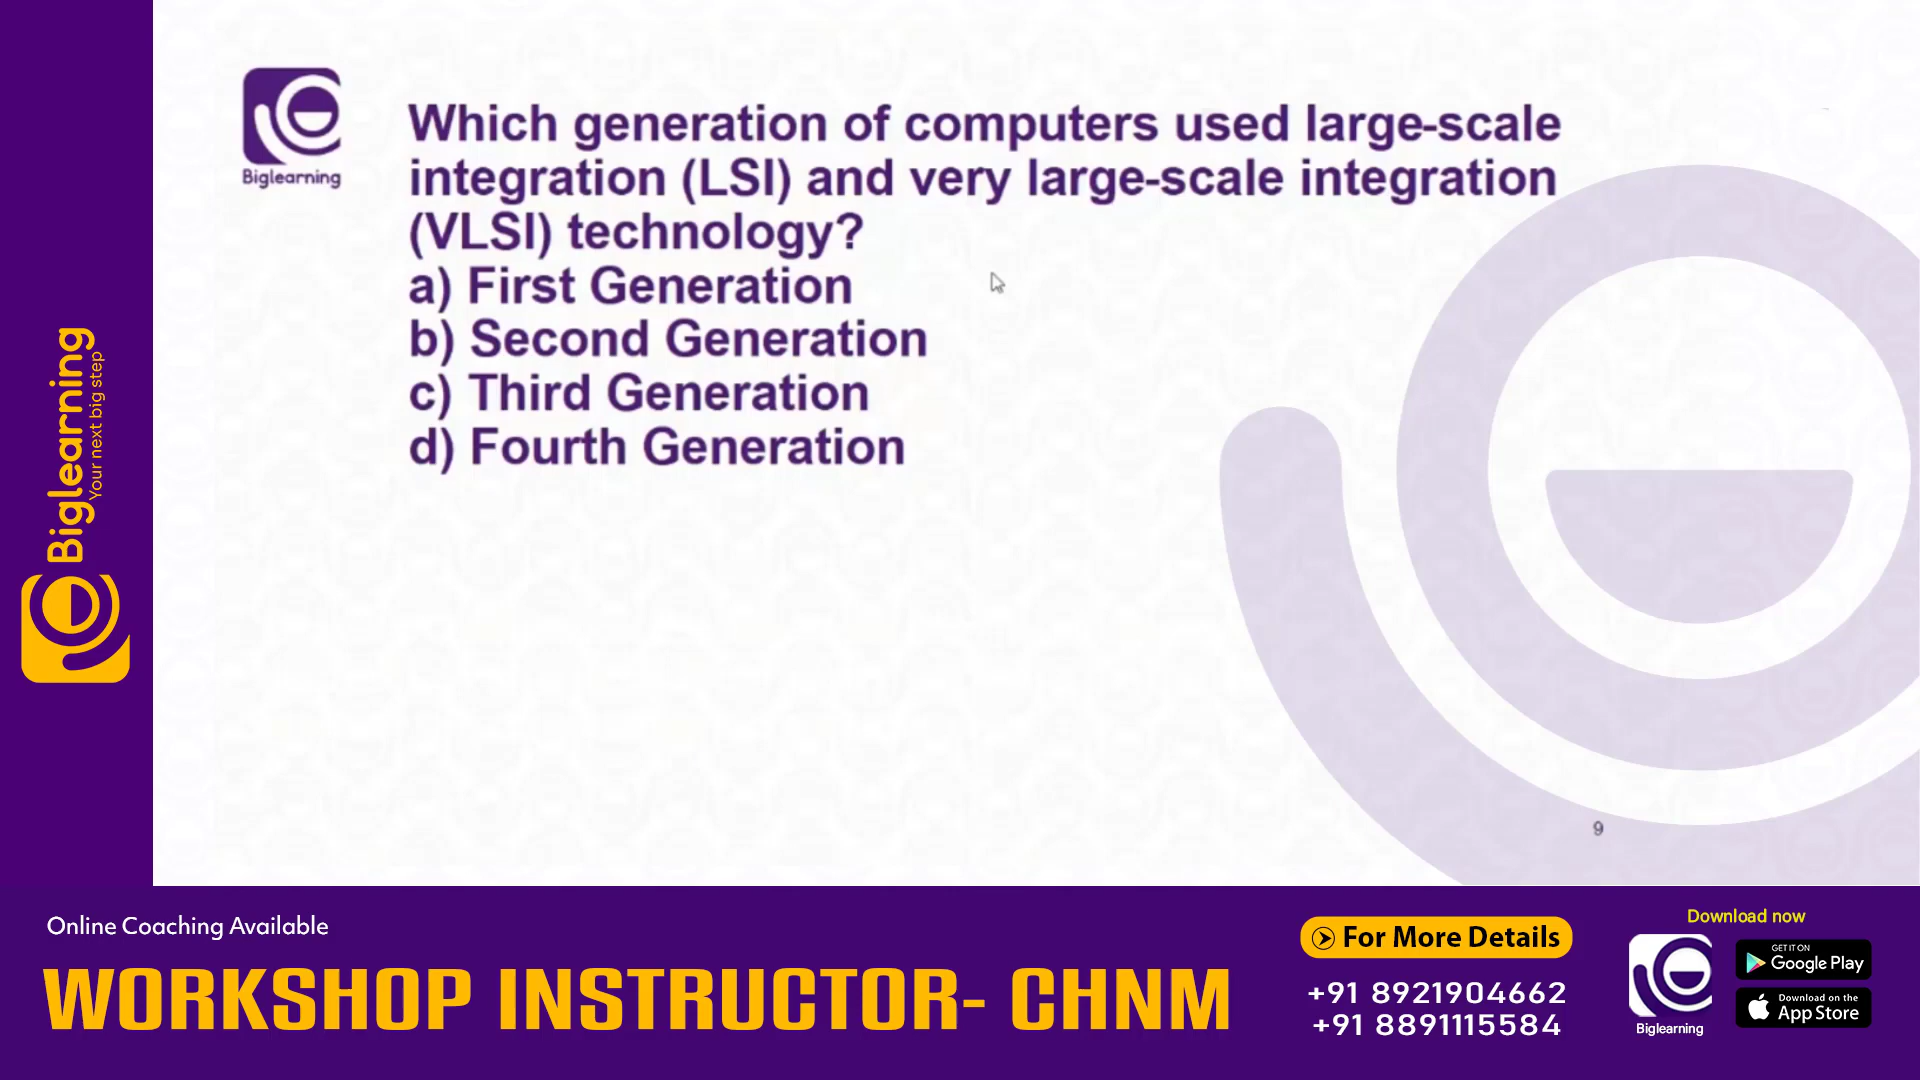 Biglearning
Which generation of computers used large-scale
integration (LSI) and very large-scale integration
(VLSI) technology?
a) First Generation
b) Second Generation
c) Third Generation
d) Fourth Generation
Biglearning
Your next big step
9
Online Coaching Available
WORKSHOP INSTRUCTOR- CHNM
For More Details
+91 8921904662
+91 8891115584
Download now
Biglearning
GET IT ON
Google Play
Download on the
App Store